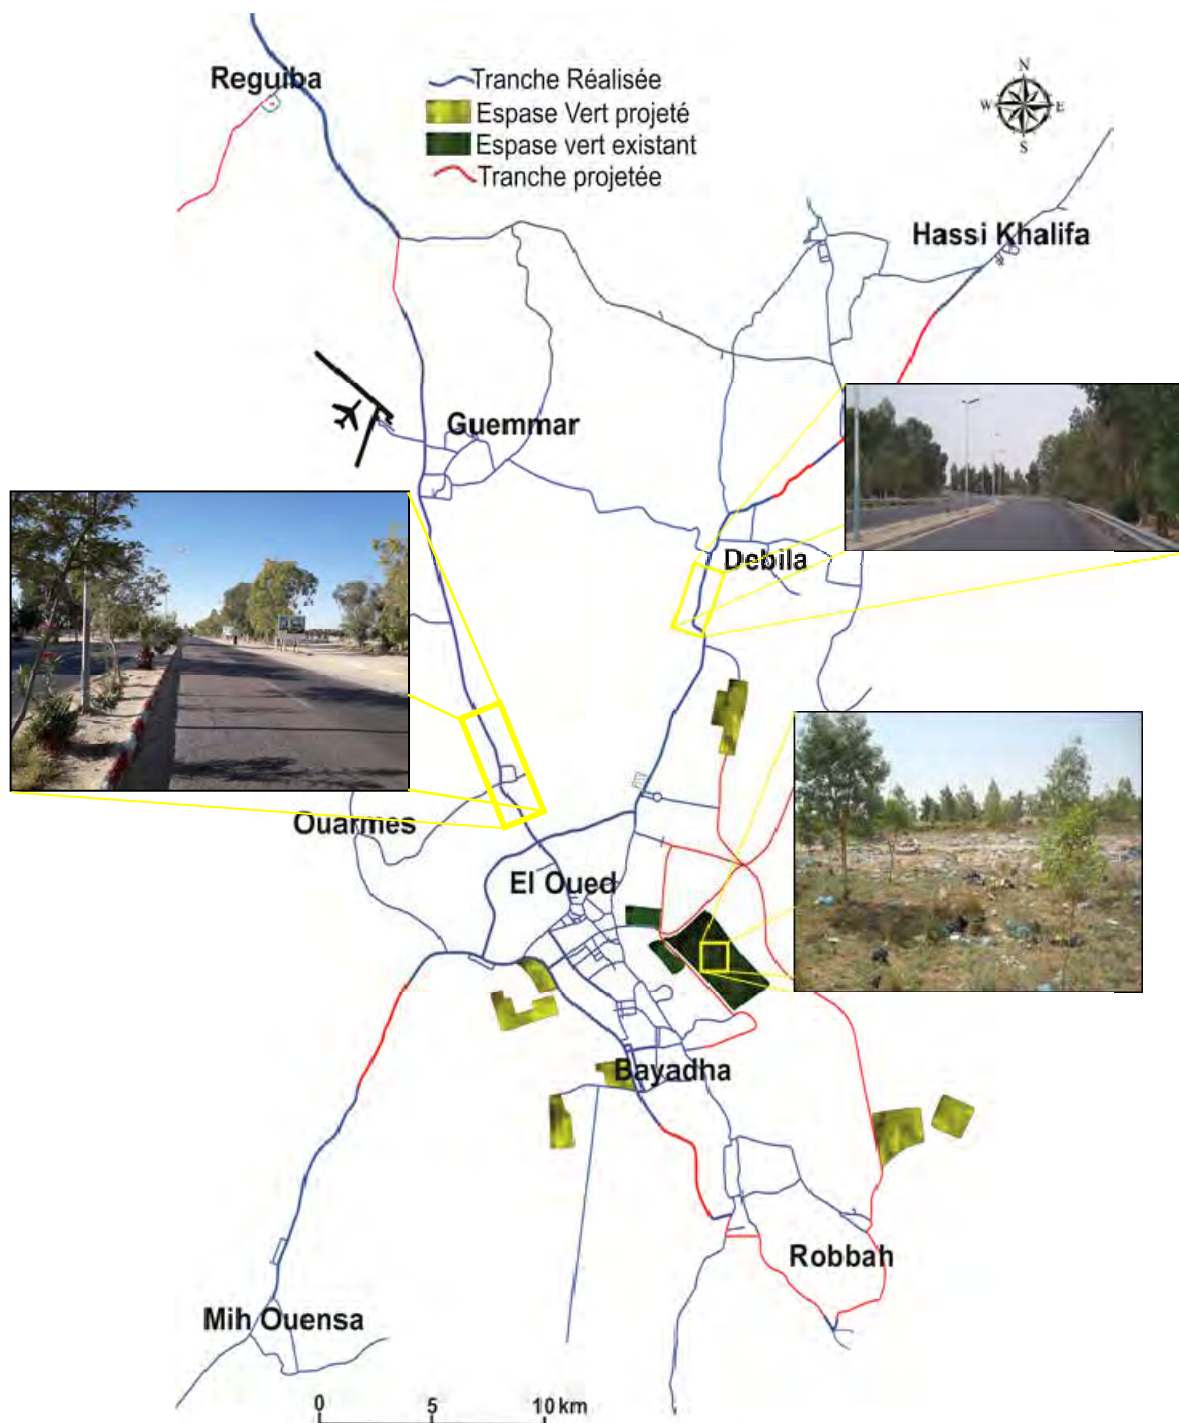 Reguiba
Tranche Réalisée
Espase Vert projeté
Espase vert existant
Tranche projetée
N
W
E
S
Hassi Khalifa
Guemmar
Debila
Ouarmes
El Oued
Bayadha
Robbah
Mih Ouensa
0 5 10 km